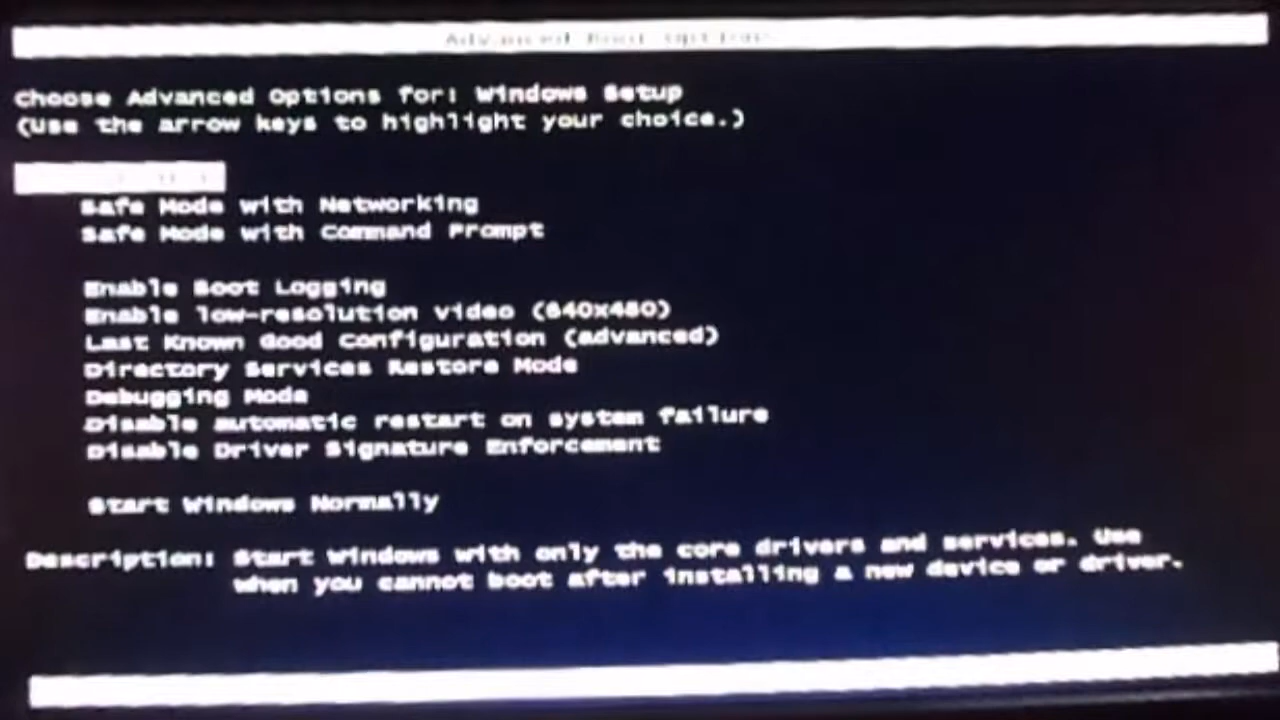 Advanced Boot Options
Choose Advanced Options for: Windows Setup
(Use the arrow keys to highlight your choice.)
Safe Mode with Networking
Safe Mode with Command Prompt
Enable Boot Logging
Enable low-resolution video (640x480)
Last Known Good Configuration (advanced)
Directory Services Restore Mode
Debugging Mode
Disable automatic restart on system failure
Disable Driver Signature Enforcement
Start Windows Normally
Description: Start Windows with only the core drivers and services. Use
when you cannot boot after installing a new device or driver.